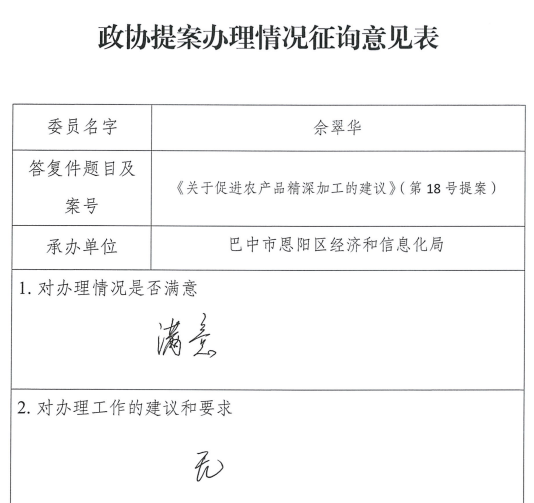 政协提案办理情况征询意见表
委员名字
佘翠华
答复件题目及
案号
《关于促进农产品精深加工的建议》（第 18 号提案）
承办单位
巴中市恩阳区经济和信息化局
1. 对办理情况是否满意
满意
2. 对办理工作的建议和要求
无